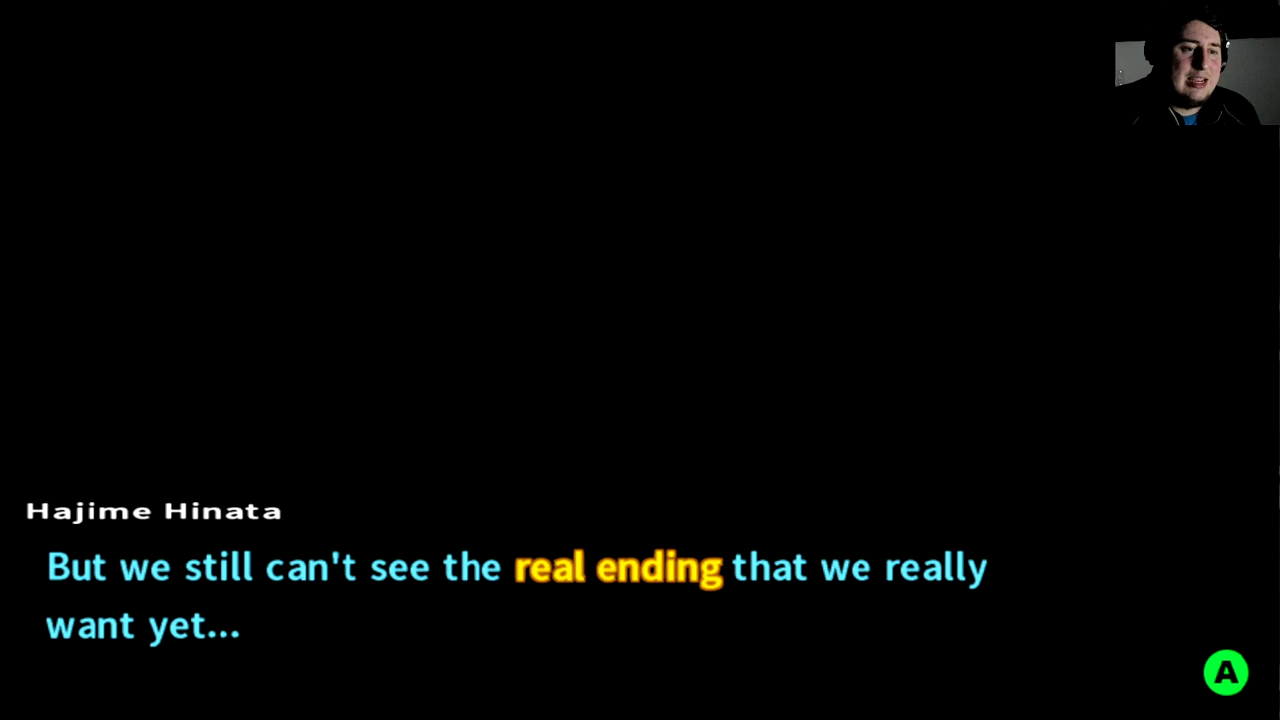 Hajime Hinata
But we still can't see the real ending that we really
want yet...
A